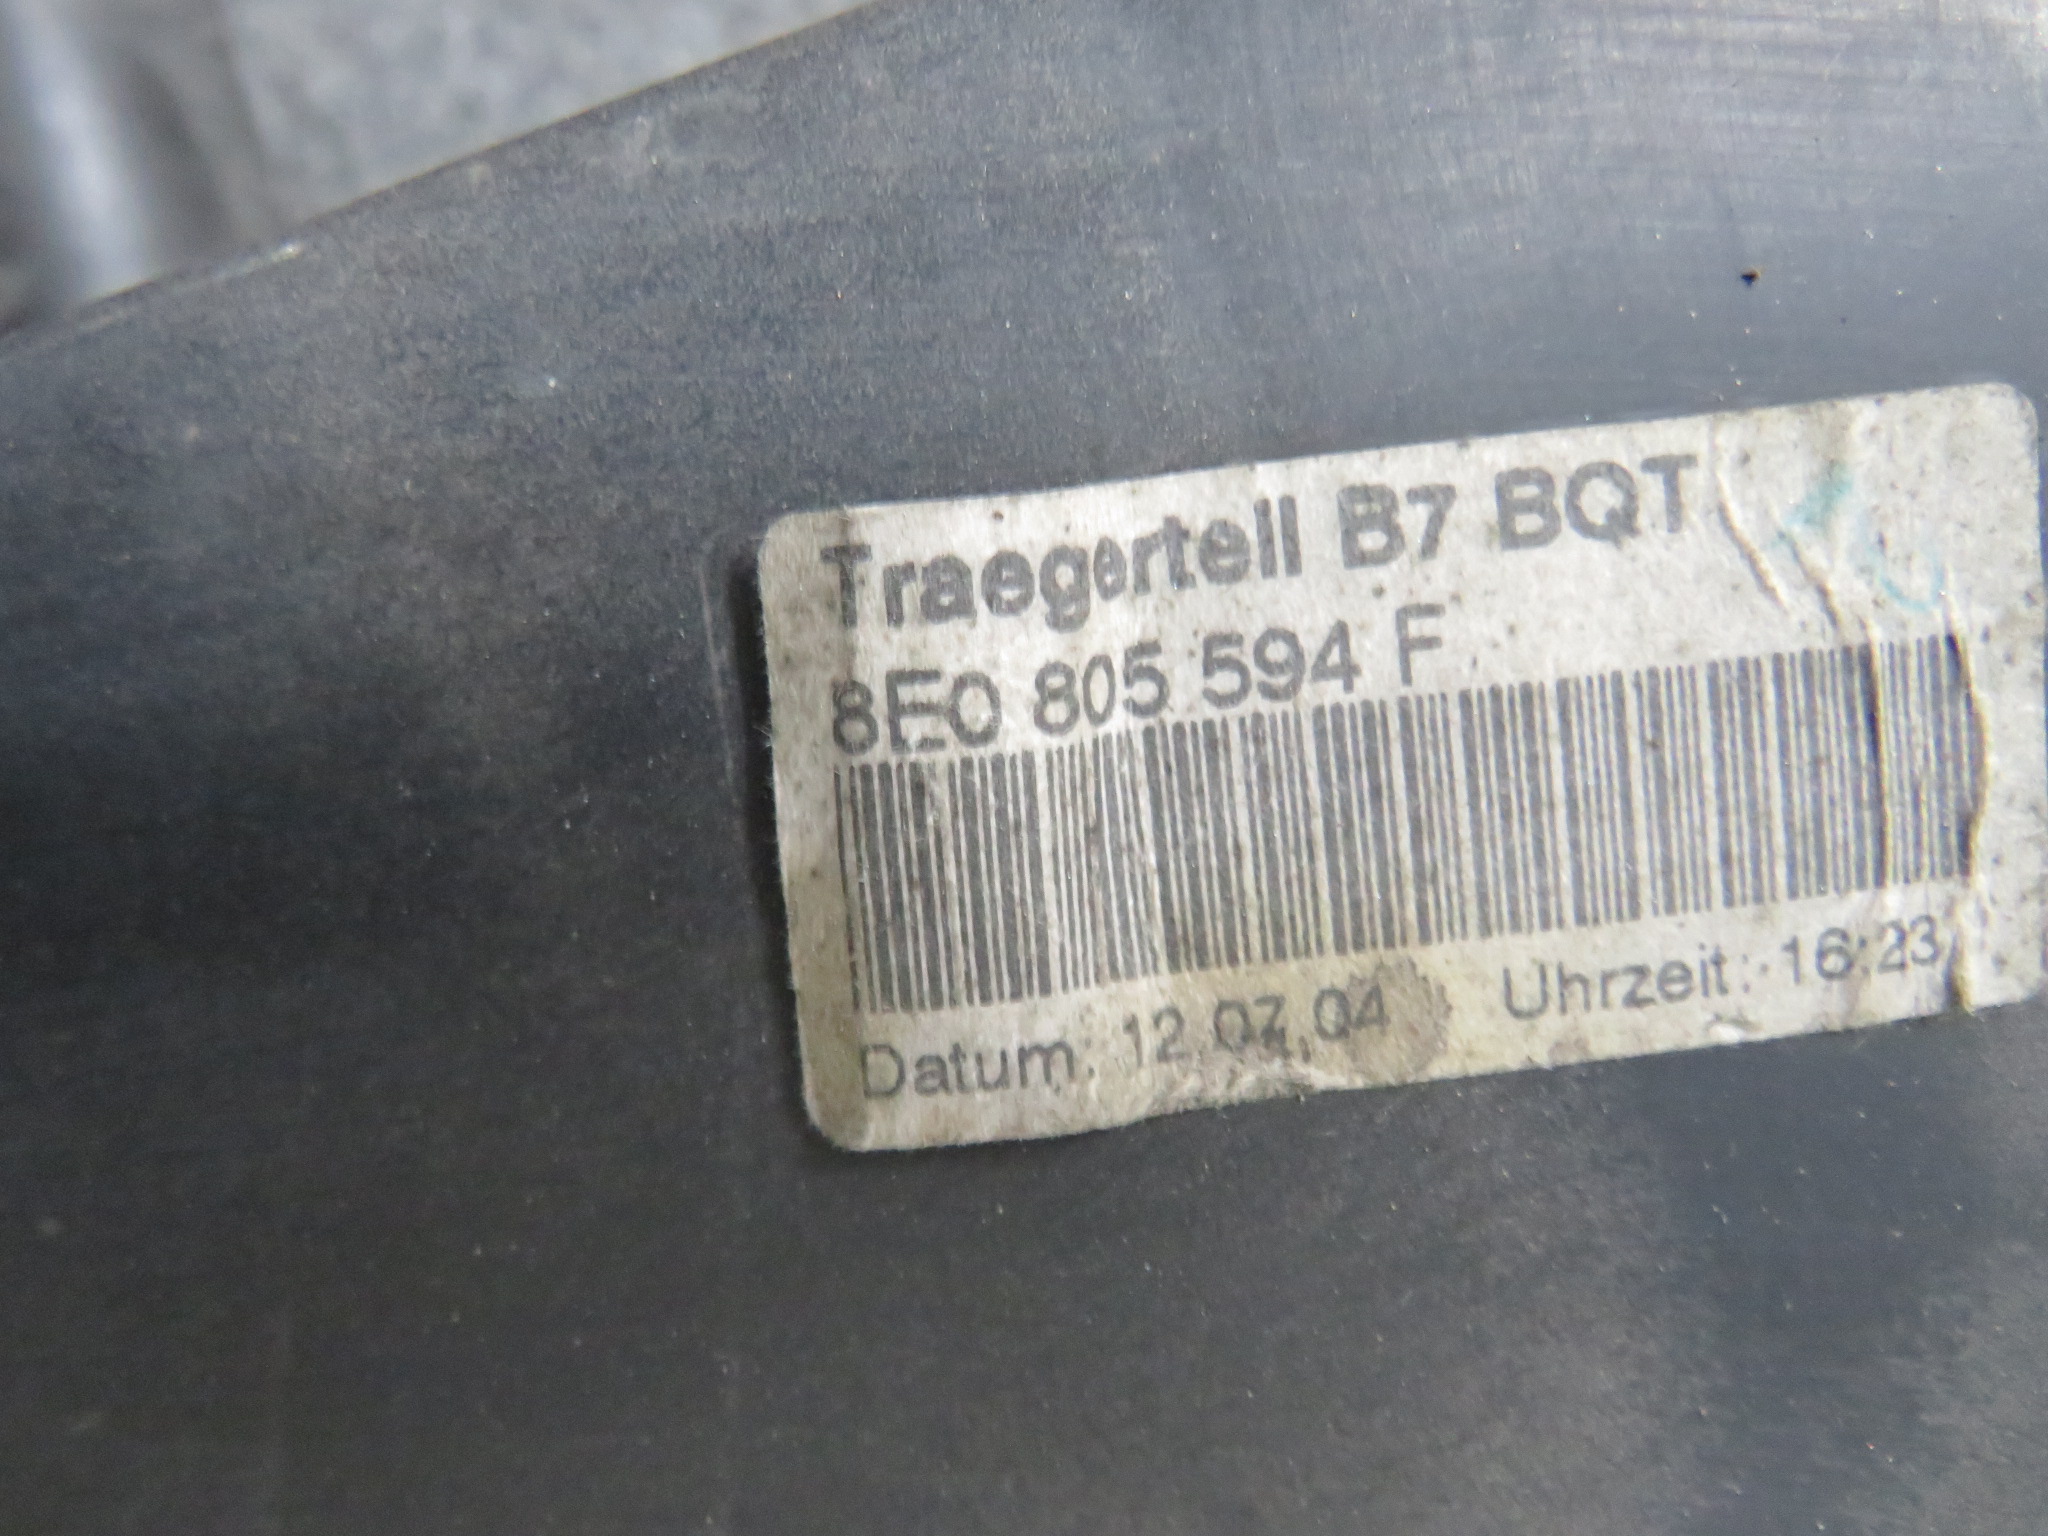 Traegerteil B7 BQT
8E0 805 594 F
Datum: 12.07.04 Uhrzeit: 16:23